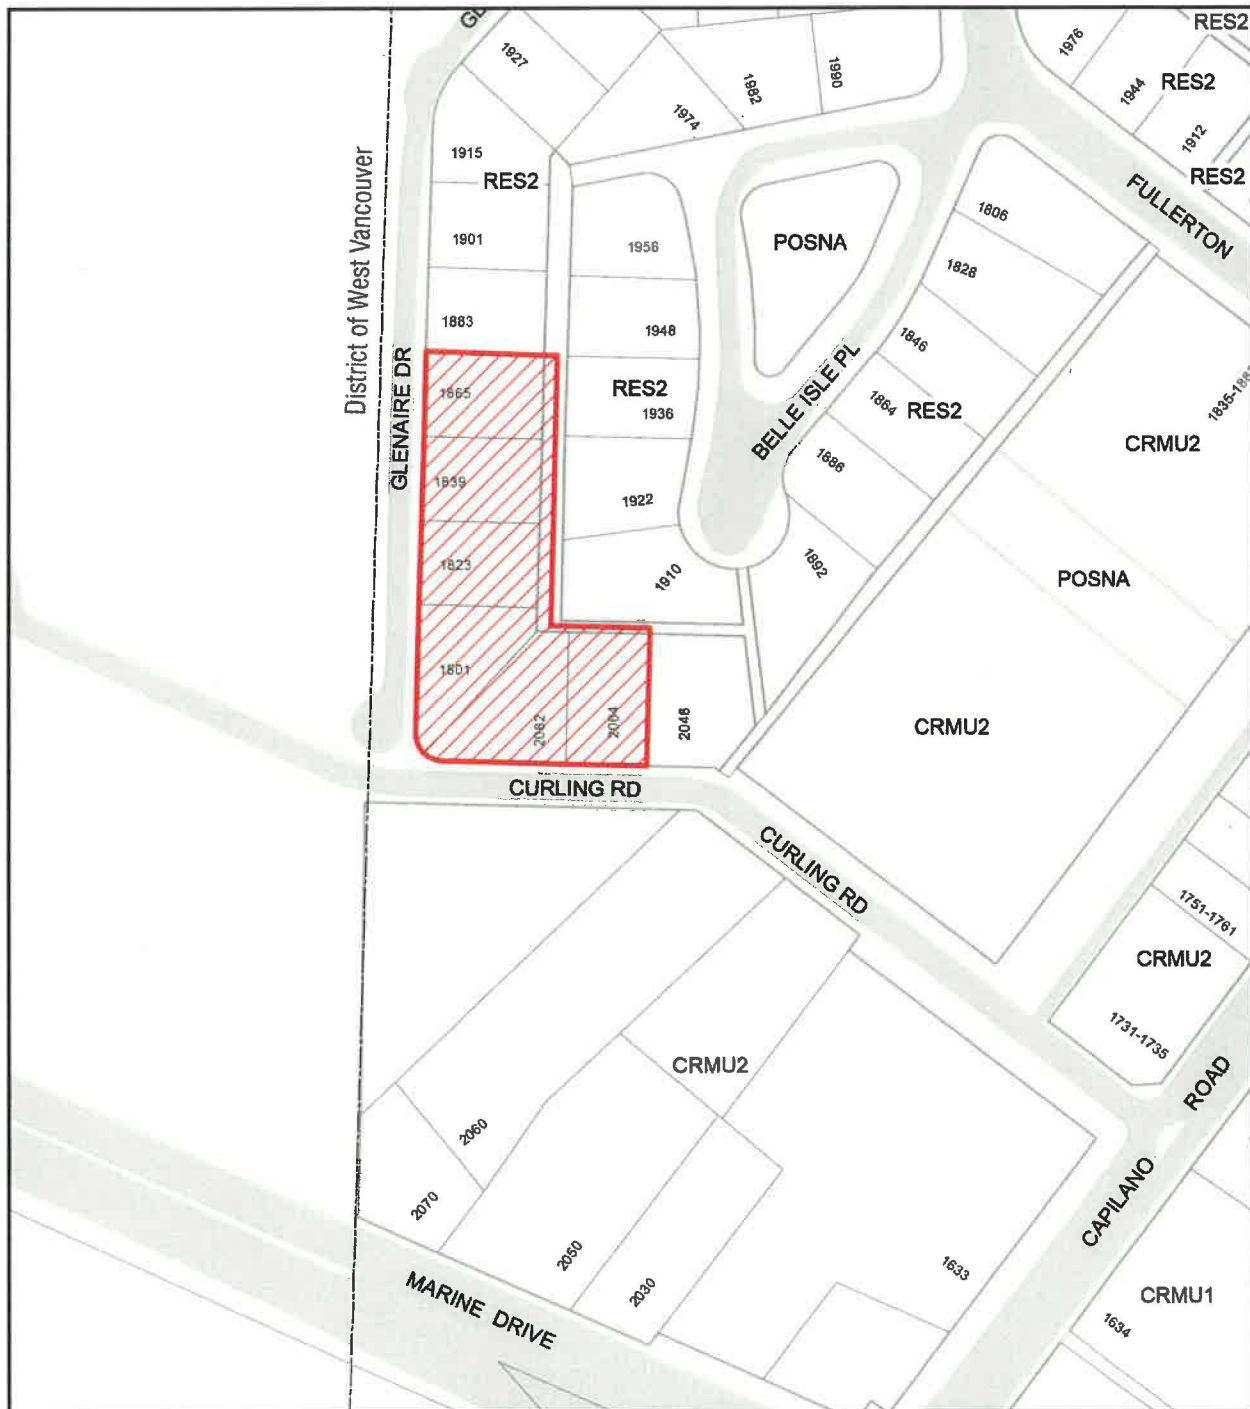 RES2
1976
1927
1990
1982
1944
RES2
1974
1912
1915
RES2
RES2
FULLERTON
1806
District of West Vancouver
1901
1956
POSNA
1828
1883
1948
1846
GLENAIRE DR
1865
RES2
1936
BELLE ISLE PL
1864
RES2
CRMU2
1839
1886
1922
1823
1910
1892
POSNA
1801
2082
2046
CRMU2
CURLING RD
CURLING RD
1751-1761
CRMU2
1731-1735
CRMU2
ROAD
2060
2070
CAPILANO
2050
2030
1633
MARINE DRIVE
CRMU1
1634